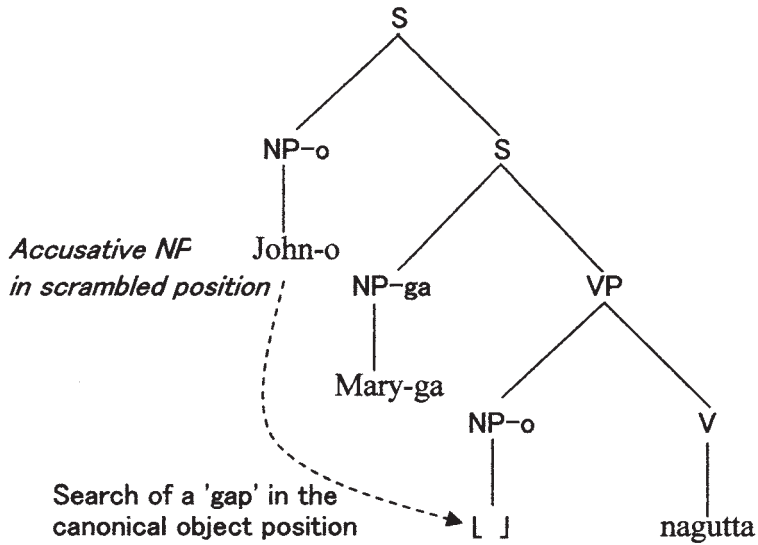 S
NP-o
S
Accusative NP
in scrambled position
John-o
NP-ga
VP
Mary-ga
NP-o
V
Search of a 'gap' in the
canonical object position
[ ]
nagutta